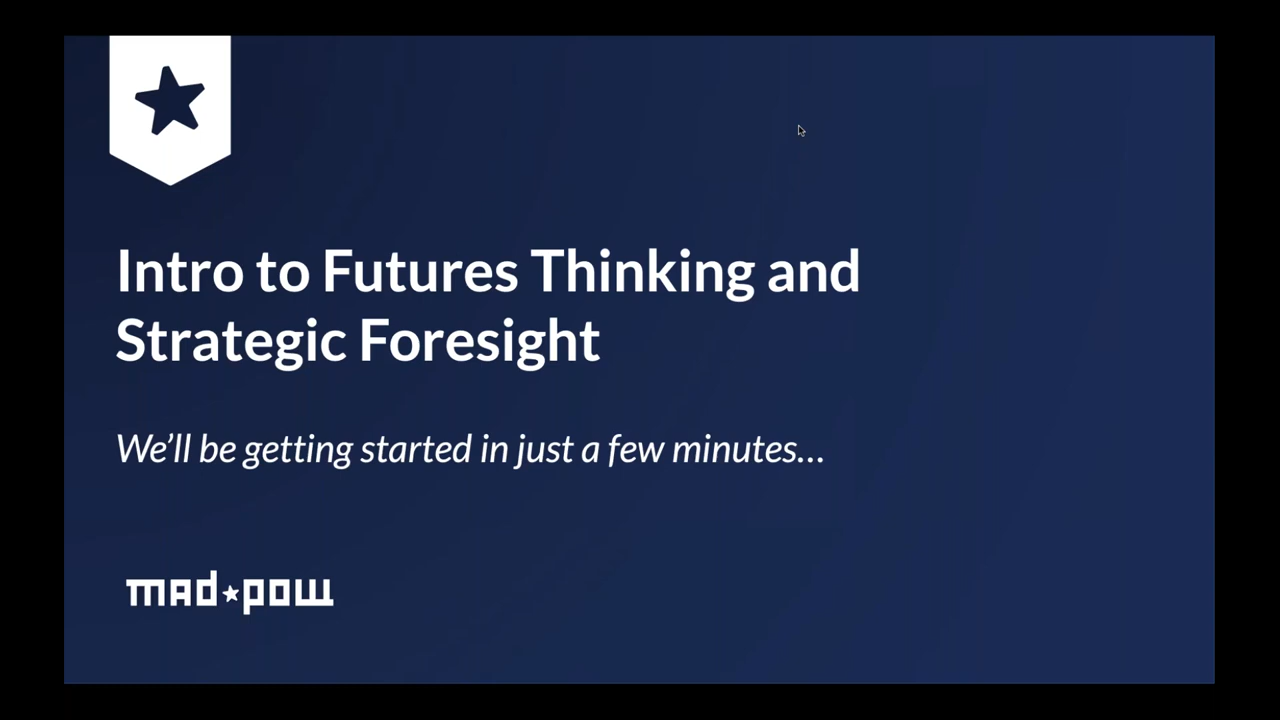 Intro to Futures Thinking and
Strategic Foresight
We’ll be getting started in just a few minutes...
mad★pow